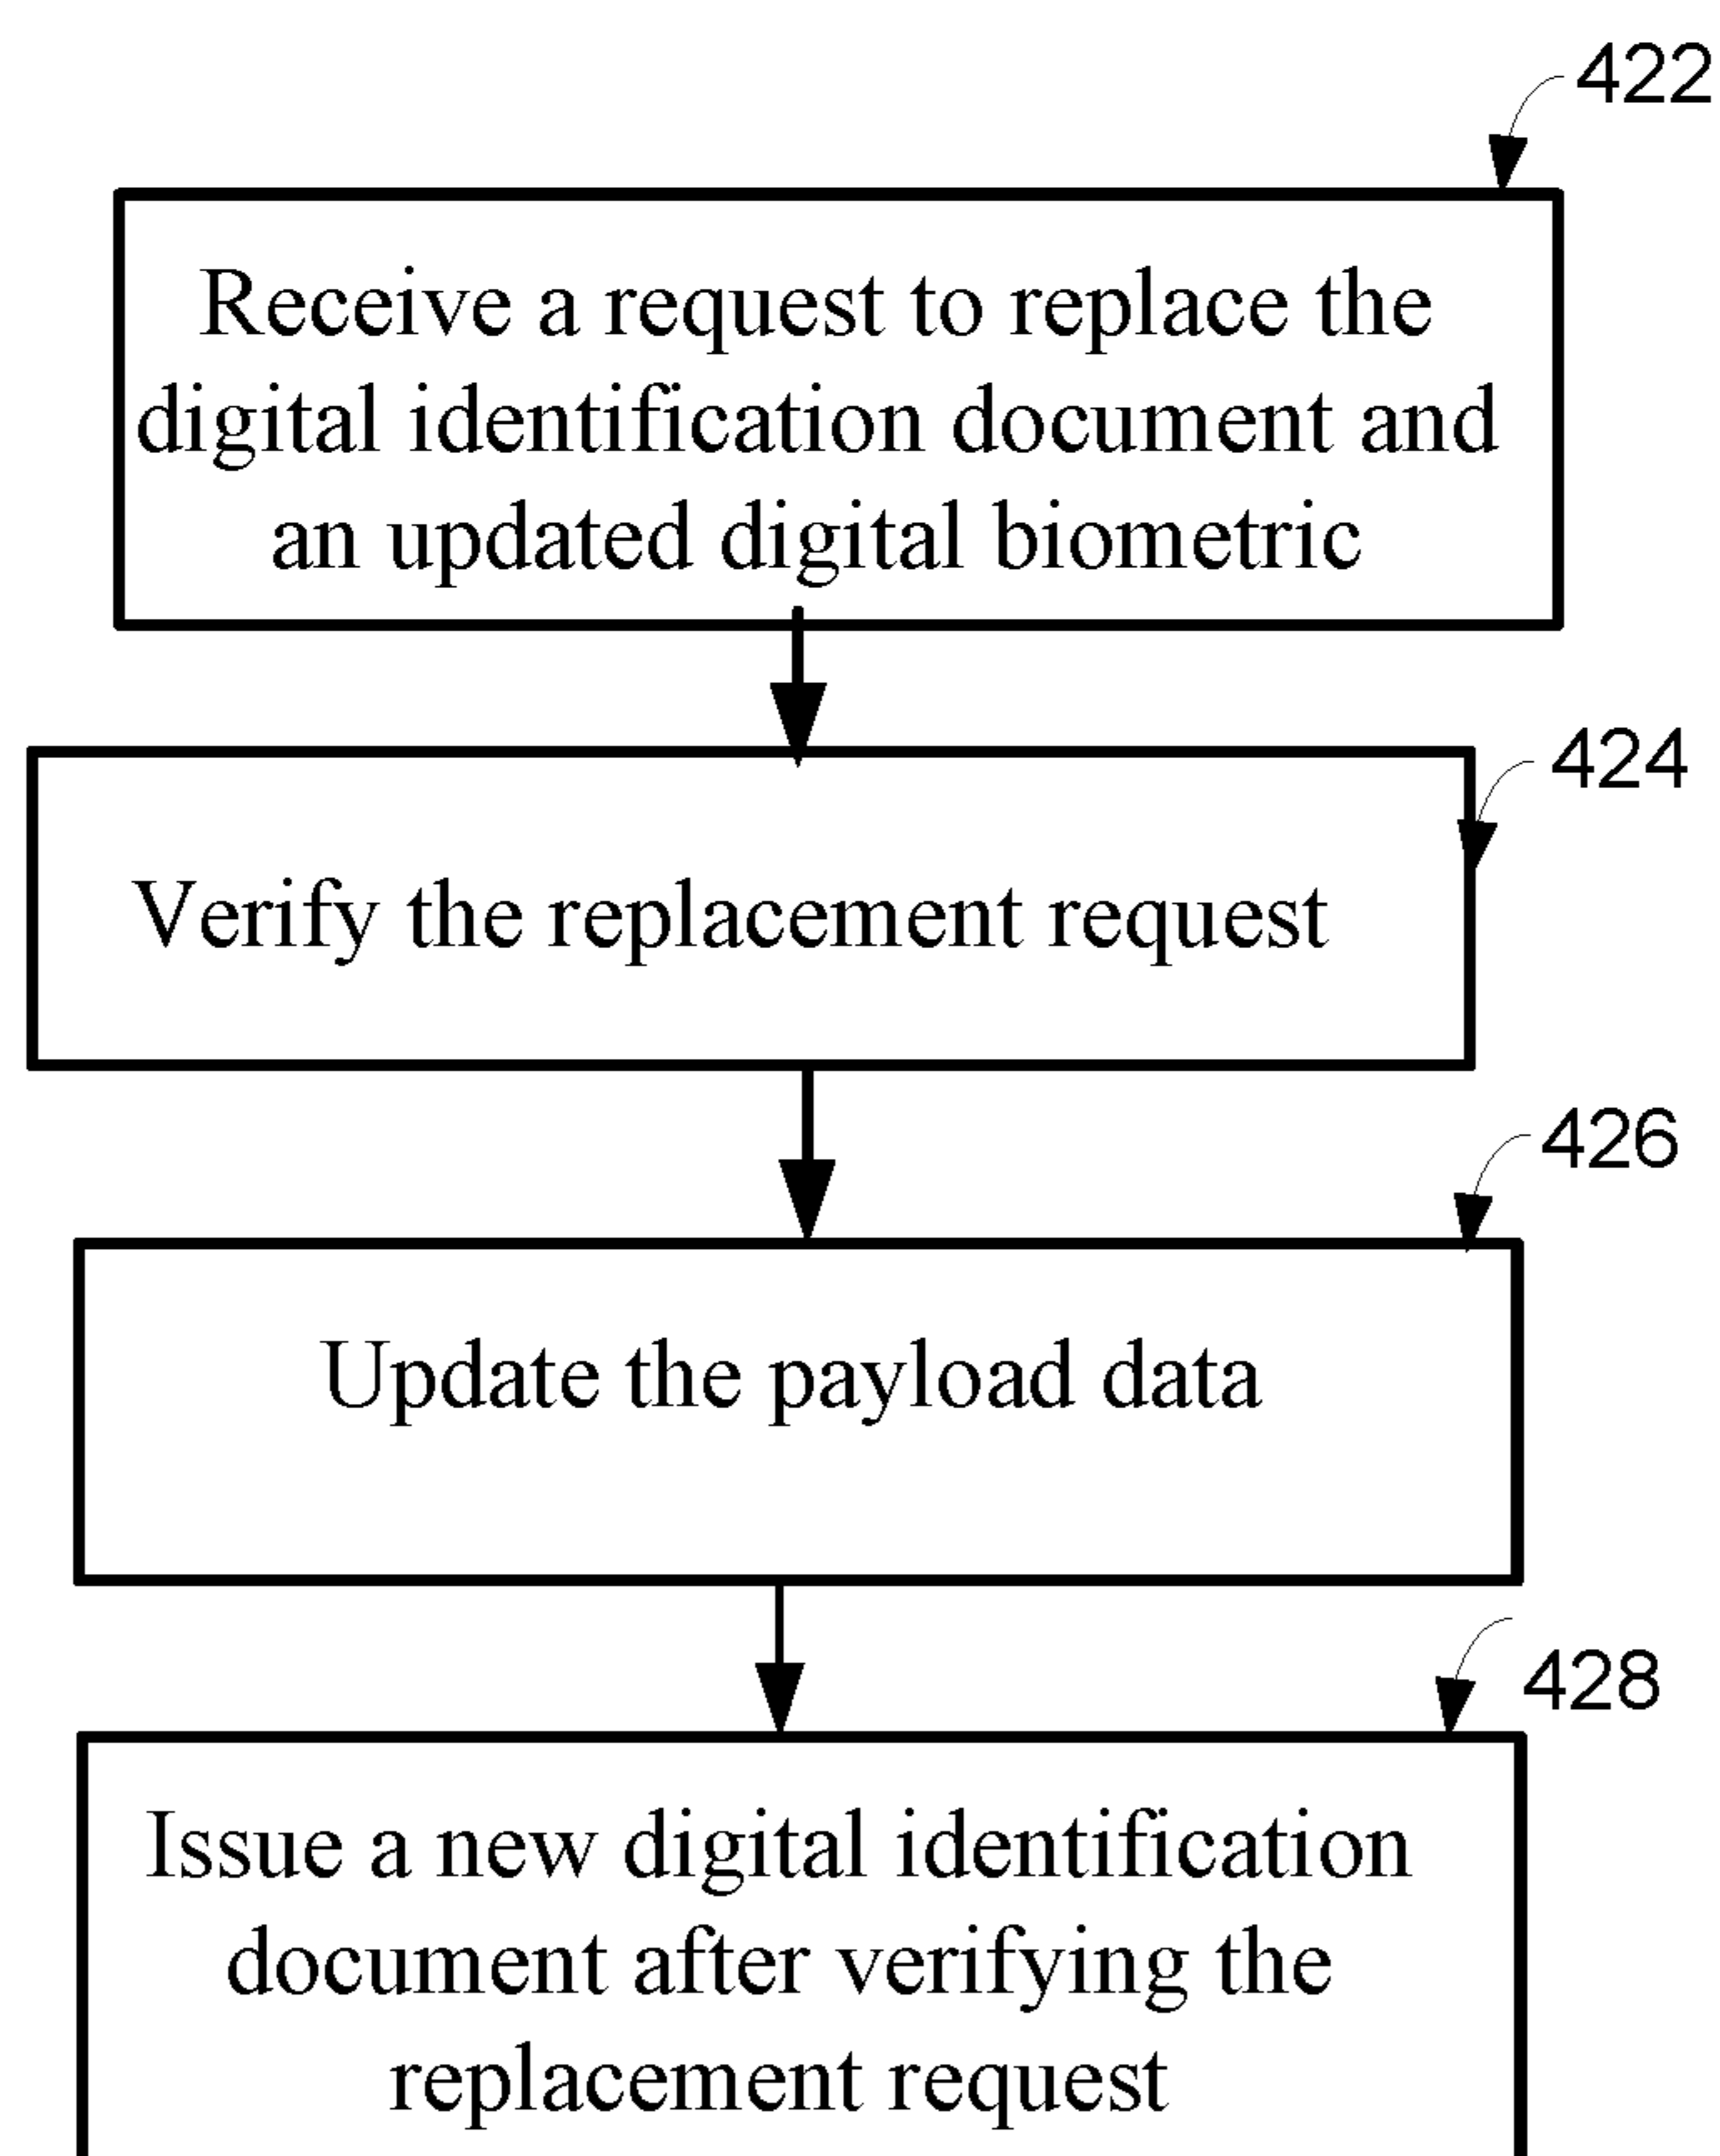 422
Receive a request to replace the
digital identification document and
an updated digital biometric
424
Verify the replacement request
426
Update the payload data
428
Issue a new digital identification
document after verifying the
replacement request